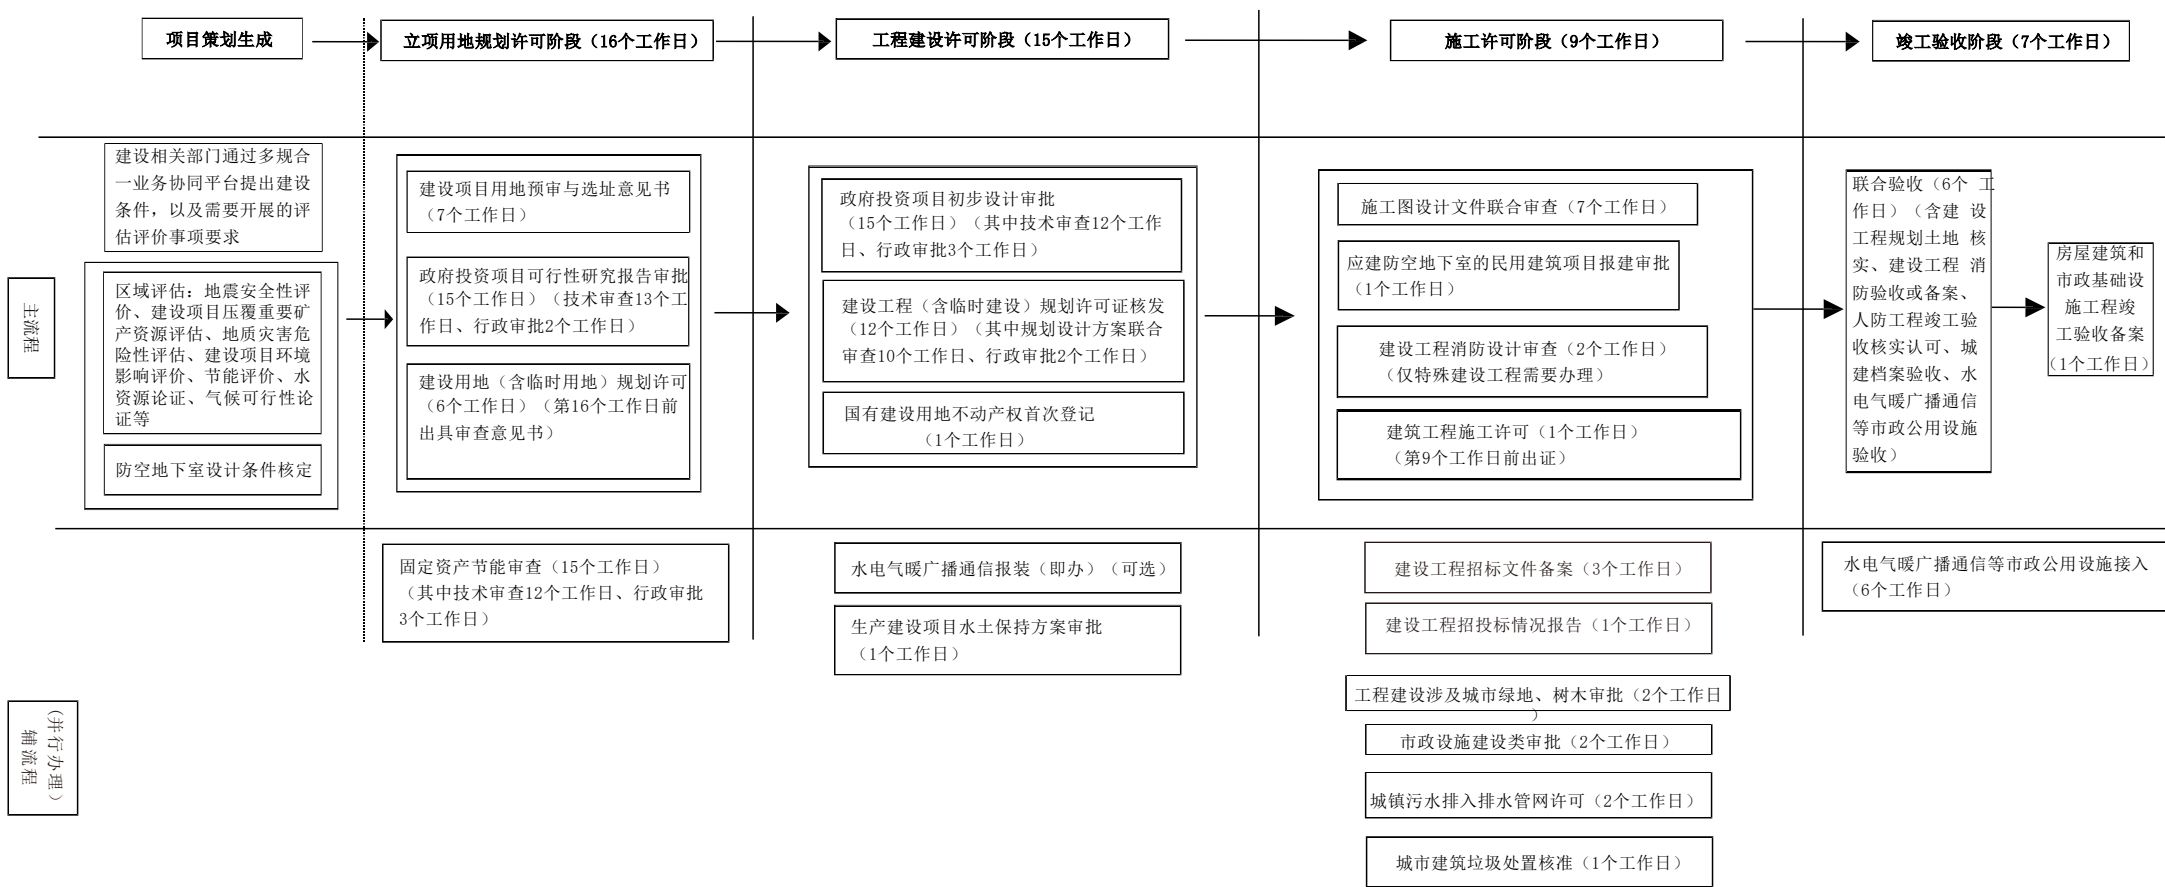 项目策划生成
立项用地规划许可阶段（16个工作日）
工程建设许可阶段（15个工作日）
施工许可阶段（9个工作日）
竣工验收阶段（7个工作日）
主流程
建设相关部门通过多规合
一业务协同平台提出建设
条件，以及需要开展的评
估评价事项要求
区域评估：地震安全性评
价、建设项目压覆重要矿
产资源评估、地质灾害危
险性评估、建设项目环境
影响评价、节能评价、水
资源论证、气候可行性论
证等
防空地下室设计条件核定
建设项目用地预审与选址意见书
（7个工作日）
政府投资项目可行性研究报告审批
（15个工作日）（技术审查13个工
作日、行政审批2个工作日）
建设用地（含临时用地）规划许可
（6个工作日）（第16个工作日前
出具审查意见书）
政府投资项目初步设计审批
（15个工作日）（其中技术审查12个工作
日、行政审批3个工作日）
建设工程（含临时建设）规划许可证核发
（12个工作日）（其中规划设计方案联合
审查10个工作日、行政审批2个工作日）
国有建设用地不动产权首次登记
（1个工作日）
施工图设计文件联合审查（7个工作日）
应建防空地下室的民用建筑项目报建审批
（1个工作日）
建设工程消防设计审查（2个工作日）
（仅特殊建设工程需要办理）
建筑工程施工许可（1个工作日）
（第9个工作日前出证）
联合验收（6个 工
作日）（含建 设
工程规划土地 核
实、建设工程 消
防验收或备案、
人防工程竣工验
收核实认可、城
建档案验收、水
电气暖广播通信
等市政公用设施
验收）
房屋建筑和
市政基础设
施工程竣
工验收备案
（1个工作日）
（并行办理）
辅流程
固定资产节能审查（15个工作日）
（其中技术审查12个工作日、行政审批
3个工作日）
水电气暖广播通信报装（即办）（可选）
生产建设项目水土保持方案审批
（1个工作日）
建设工程招标文件备案（3个工作日）
建设工程招投标情况报告（1个工作日）
工程建设涉及城市绿地、树木审批（2个工作日
）
市政设施建设类审批（2个工作日）
城镇污水排入排水管网许可（2个工作日）
城市建筑垃圾处置核准（1个工作日）
水电气暖广播通信等市政公用设施接入
（6个工作日）